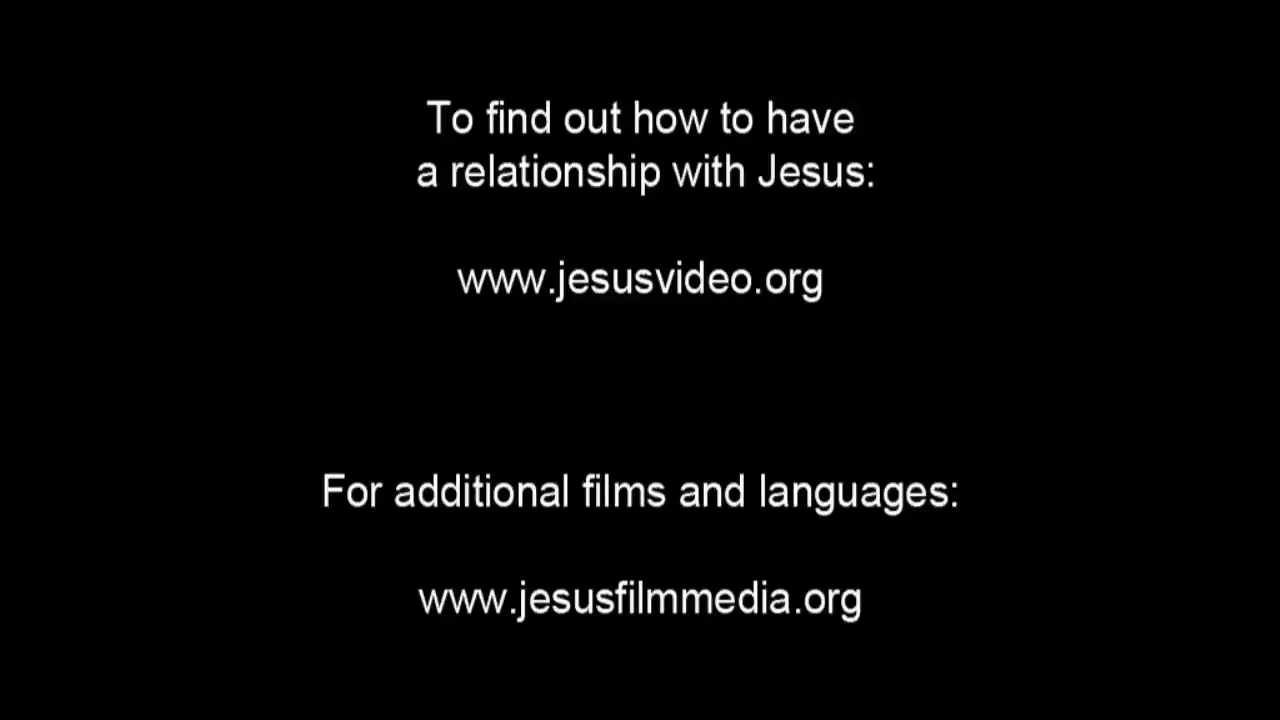 To find out how to have
a relationship with Jesus:
www.jesusvideo.org
For additional films and languages:
www.jesusfilmmedia.org